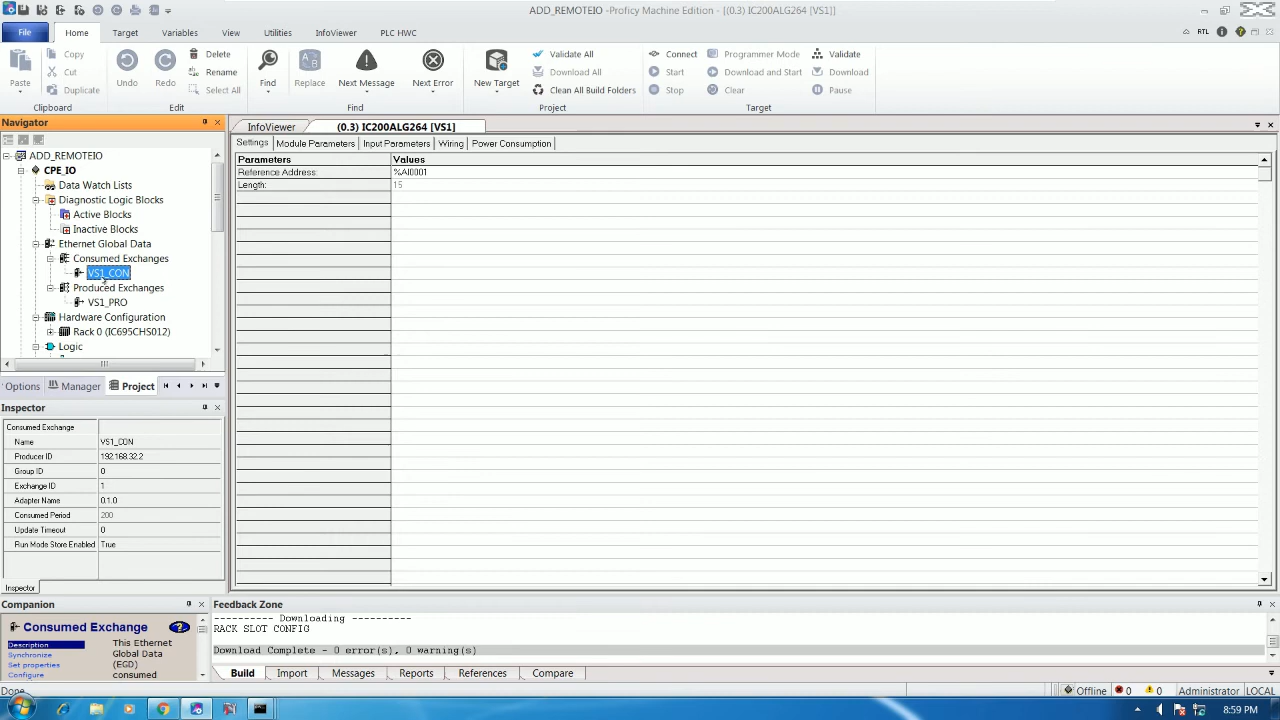 ADD_REMOTEIO - Proficy Machine Edition - [(0.3) IC200ALG264 [VS1]]
File Home Target Variables View Utilities InfoViewer PLC HWC RTL
Paste Copy Cut Duplicate Clipboard
Undo Redo Delete Rename Select All Edit
Find Replace Next Message Next Error Find
New Target Validate All Download All Clean All Build Folders Project
Connect Start Stop Programmer Mode Download and Start Clear Validate Download Pause Target
Navigator
ADD_REMOTEIO
CPE_IO
Data Watch Lists
Diagnostic Logic Blocks
Active Blocks
Inactive Blocks
Ethernet Global Data
Consumed Exchanges
VS1_CON
Produced Exchanges
VS1_PRO
Hardware Configuration
Rack 0 (IC695CHS012)
Logic
Options Manager Project
InfoViewer (0.3) IC200ALG264 [VS1]
Settings Module Parameters Input Parameters Wiring Power Consumption
Parameters Values
Reference Address: %AI0001
Length: 15
Inspector
Consumed Exchange
Name VS1_CON
Producer ID 192.168.32.2
Group ID 0
Exchange ID 1
Adapter Name 0.1.0
Consumed Period 200
Update Timeout 0
Run Mode Store Enabled True
Inspector
Companion
Consumed Exchange
Description
Synchronize
Set properties
Configure
This Ethernet
Global Data
(EGD)
consumed
Feedback Zone
---------- Downloading ----------
RACK SLOT CONFIG
Download Complete - 0 error(s), 0 warning(s)
Build Import Messages Reports References Compare
Done Offline 0 0 Administrator LOCAL
8:59 PM